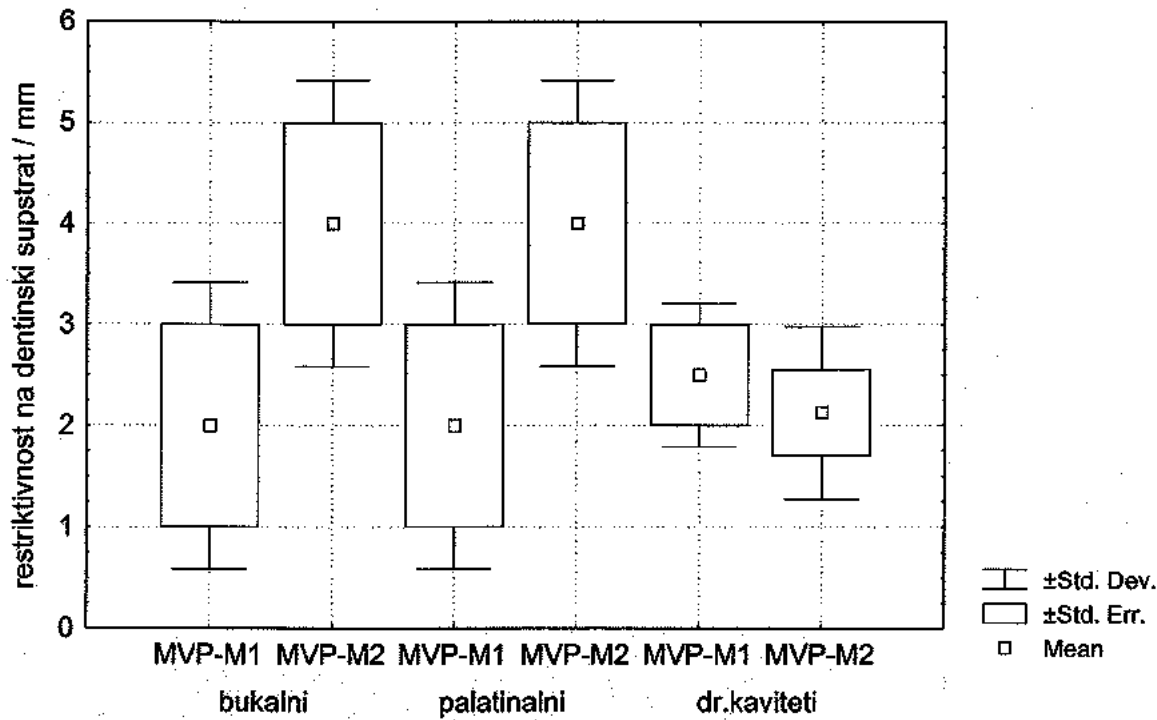 restriktivnost na dentinski supstrat / mm
6
5
4
3
2
1
0
MVP-M1 MVP-M2 MVP-M1 MVP-M2 MVP-M1 MVP-M2
bukalni palatinalni dr.kaviteti
±Std. Dev.
±Std. Err.
Mean